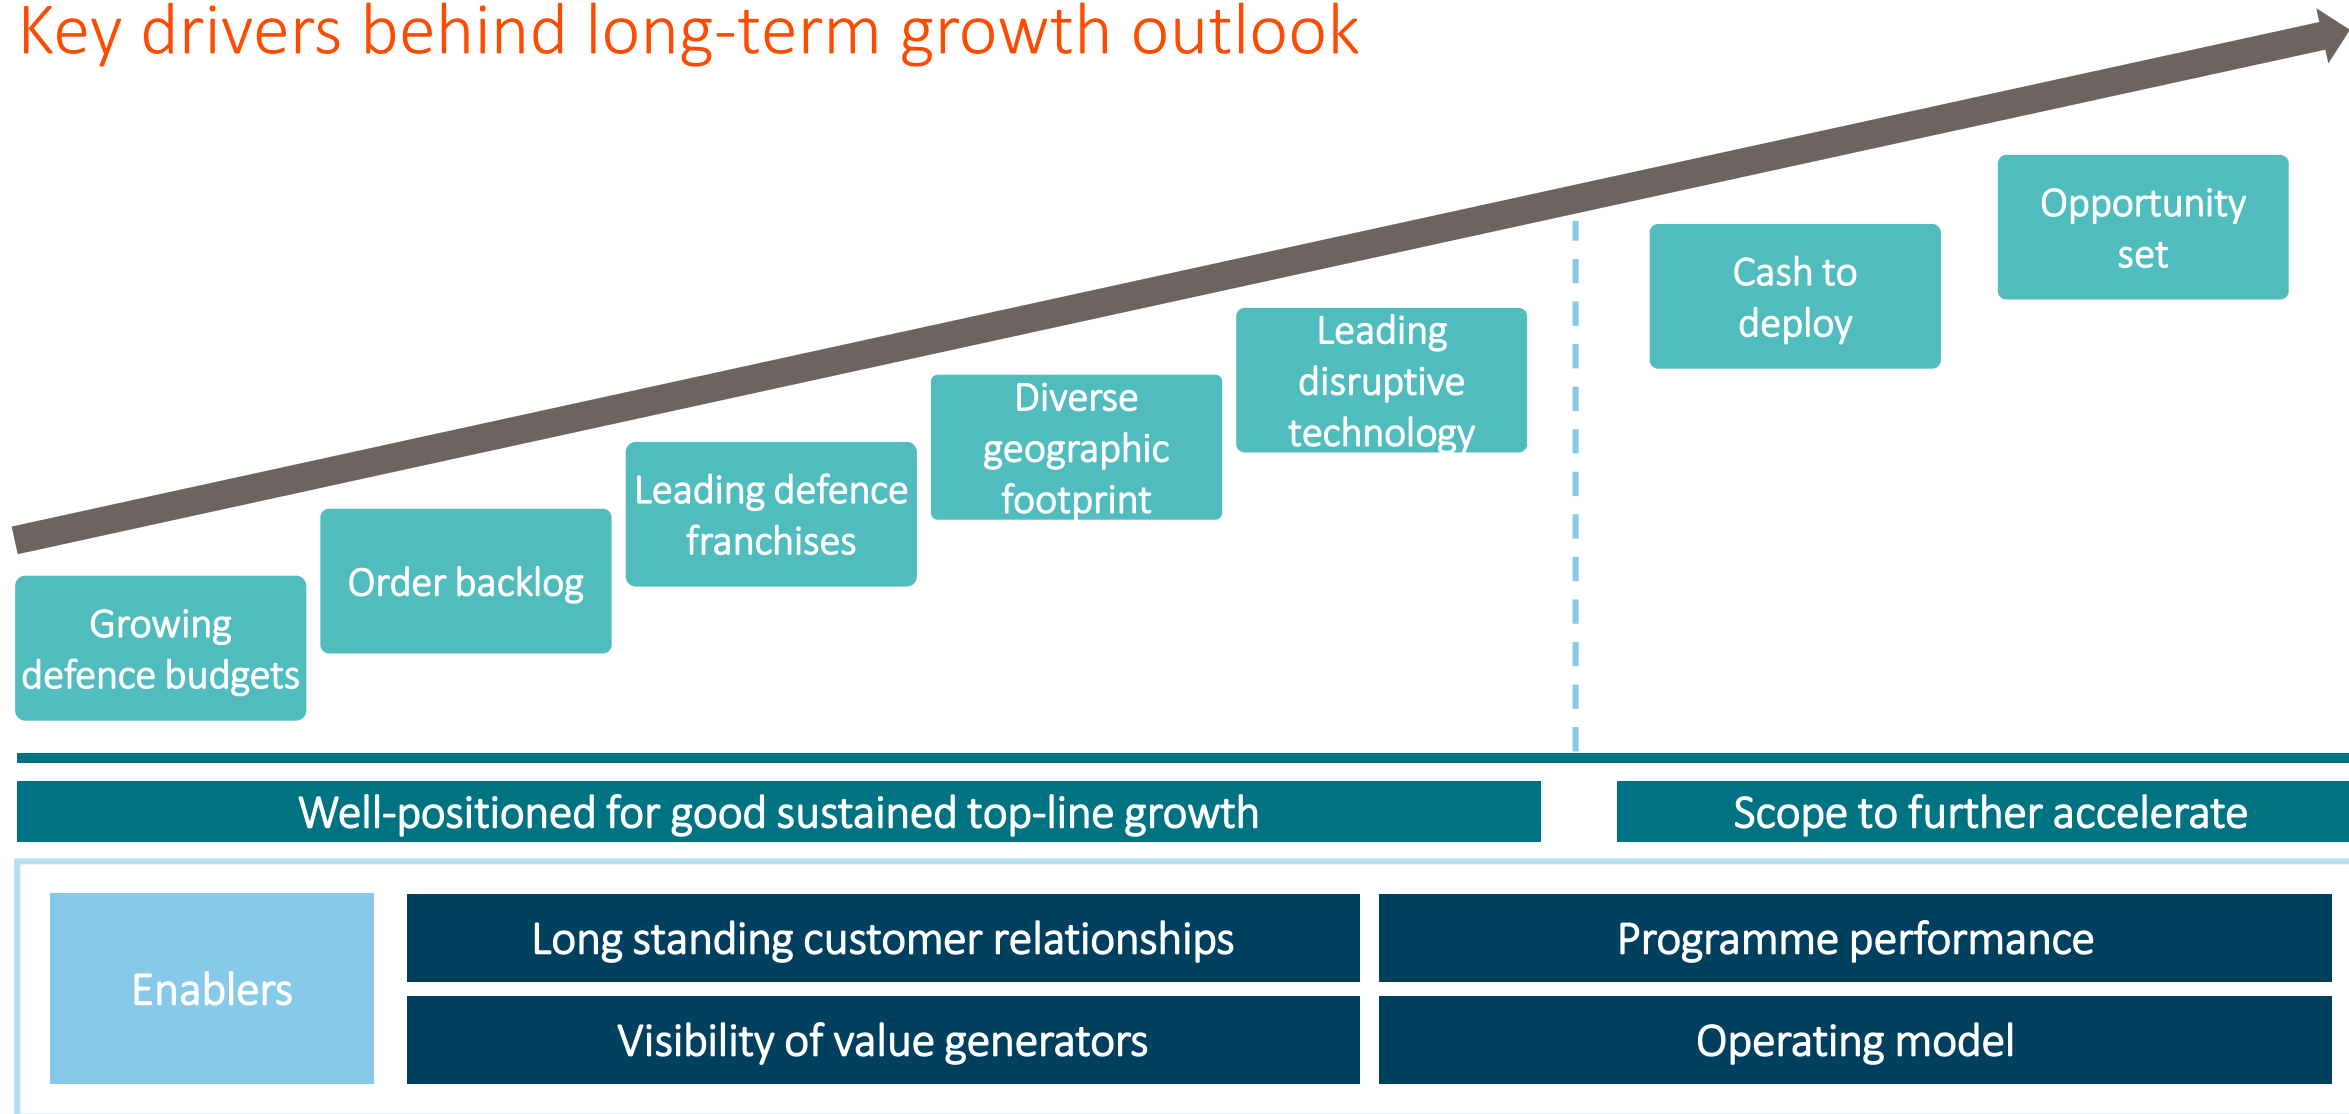 Key drivers behind long-term growth outlook
Growing
defence budgets
Order backlog
Leading defence
franchises
Diverse
geographic
footprint
Leading
disruptive
technology
Cash to
deploy
Opportunity
set
Well-positioned for good sustained top-line growth
Scope to further accelerate
Enablers
Long standing customer relationships
Programme performance
Visibility of value generators
Operating model